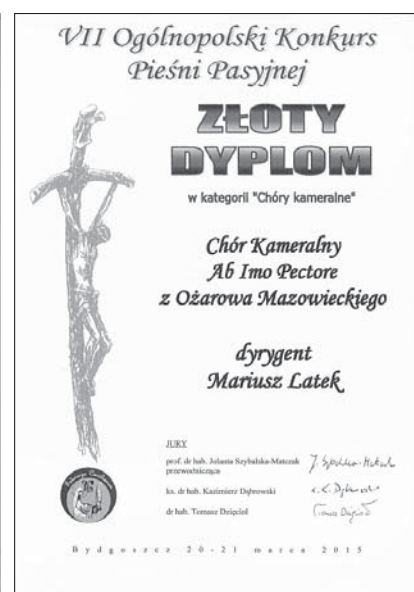 VII Ogólnopolski Konkurs
Pieśni Pasyjnej
ZŁOTY
DYPLOM
w kategorii "Chóry kameralne"
Chór Kameralny
Ab Imo Pectore
z Ożarowa Mazowieckiego
dyrygent
Mariusz Latek
JURY
prof. dr hab. Jolanta Szybalska-Matczak
przewodnicząca
ks. dr hab. Kazimierz Dąbrowski
dr hab. Tomasz Dzięcioł
Bydgoszcz 20-21 marca 2015